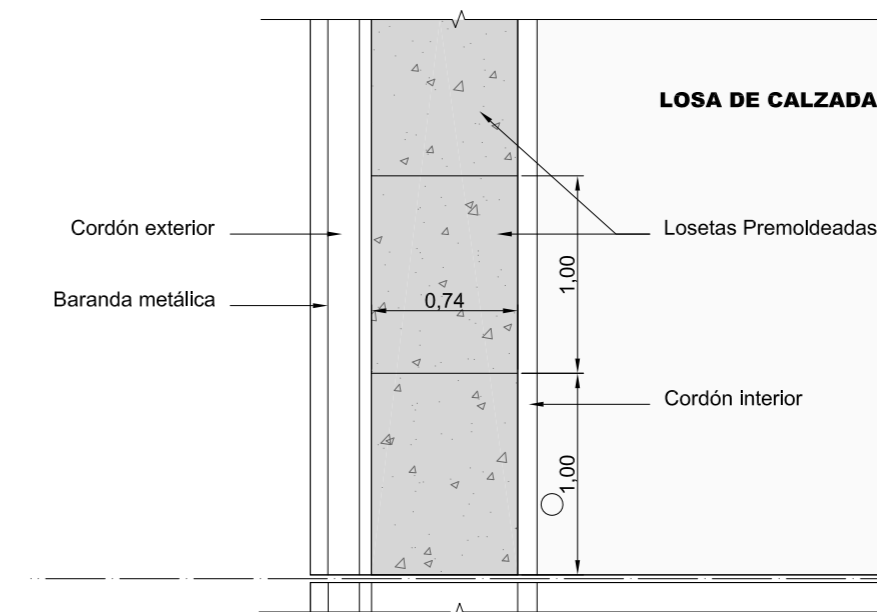 LOSA DE CALZADA
Cordón exterior
Losetas Premoldeadas
1,00
Baranda metálica
0,74
Cordón interior
1,00